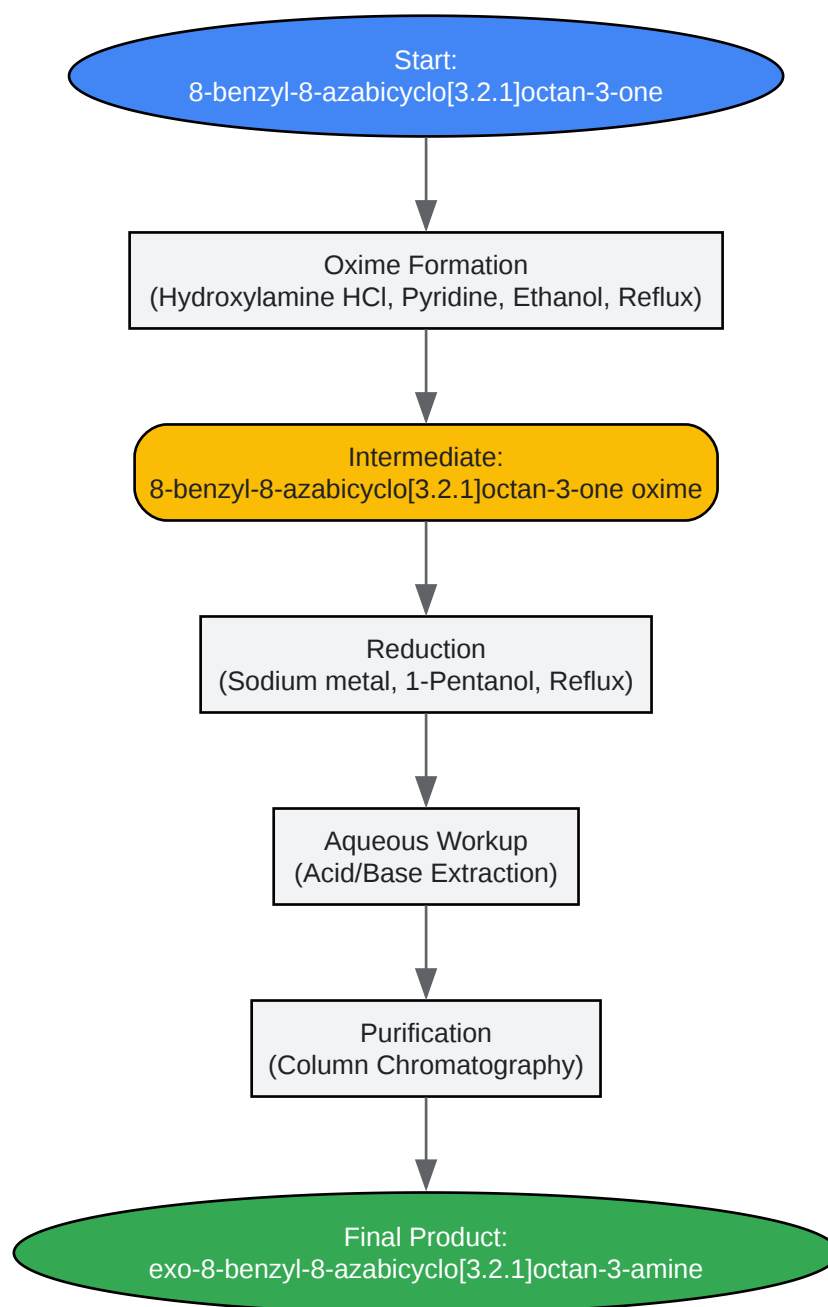 Start:
8-benzyl-8-azabicyclo[3.2.1]octan-3-one
Oxime Formation
(Hydroxylamine HCl, Pyridine, Ethanol, Reflux)
Intermediate:
8-benzyl-8-azabicyclo[3.2.1]octan-3-one oxime
Reduction
(Sodium metal, 1-Pentanol, Reflux)
Aqueous Workup
(Acid/Base Extraction)
Purification
(Column Chromatography)
Final Product:
exo-8-benzyl-8-azabicyclo[3.2.1]octan-3-amine